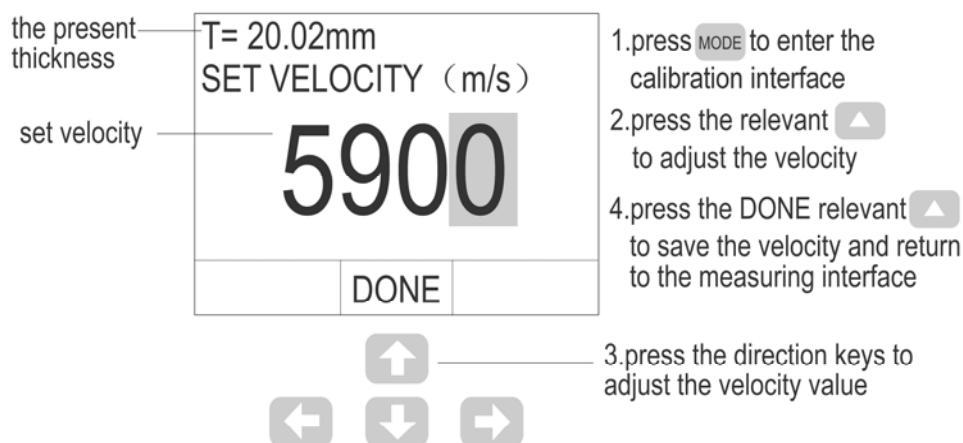 the present
thickness
T= 20.02mm
SET VELOCITY （m/s）
set velocity
5900
DONE
1.press MODE to enter the
calibration interface
2.press the relevant
to adjust the velocity
4.press the DONE relevant
to save the velocity and return
to the measuring interface
3.press the direction keys to
adjust the velocity value